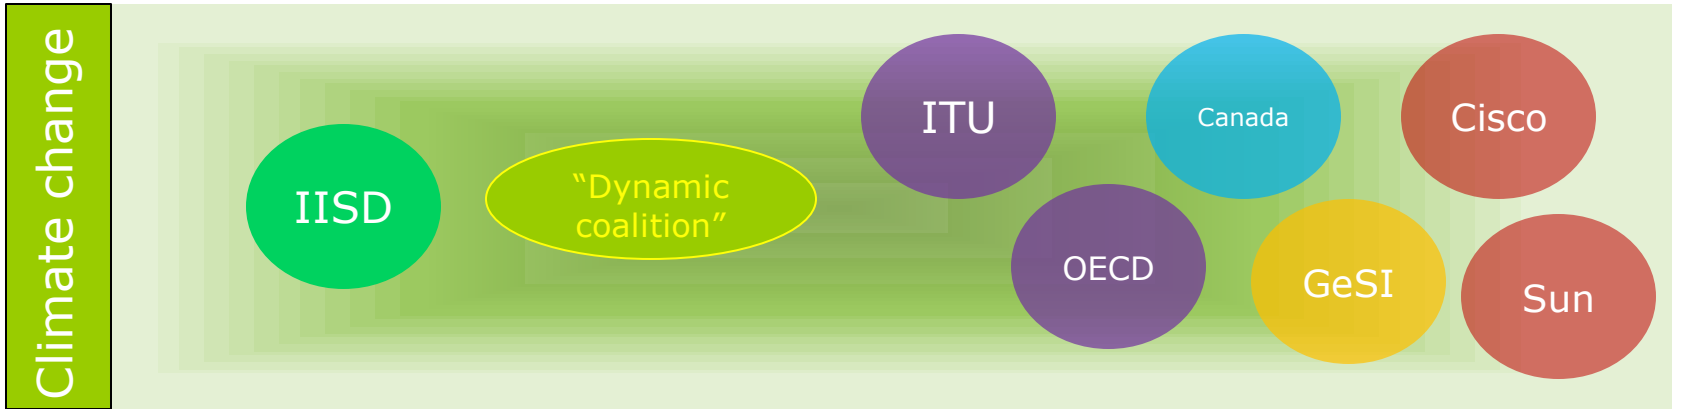 Climate change
IISD
“Dynamic
coalition”
ITU
OECD
Canada
GeSI
Cisco
Sun